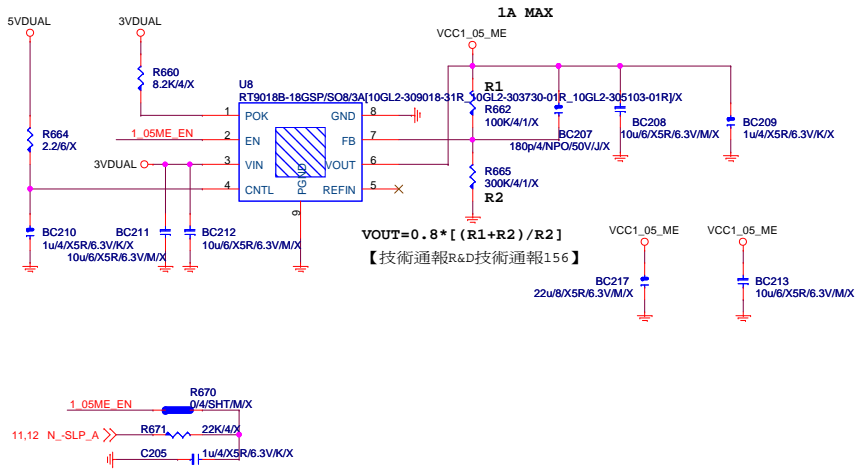 1A MAX
5VDUAL
3VDUAL
VCC1_05_ME
R660
8.2K/4/X
U8
RT9018B-18GSP/SO8/3A[10GL2-309018-31R_10GL2-303730-01R_10GL2-305103-01R]/X
R1
R662
100K/4/1/X
1 POK GND 8
1_05ME_EN
2 EN FB 7
3VDUAL
3 VIN VOUT 6
4 CNTL REFIN 5
PGND
9
R664
2.2/6/X
BC207
180p/4/NPO/50V/J/X
BC208
10u/6/X5R/6.3V/M/X
BC209
1u/4/X5R/6.3V/K/X
R665
300K/4/1/X
R2
BC210
1u/4/X5R/6.3V/K/X
BC211
10u/6/X5R/6.3V/M/X
BC212
10u/6/X5R/6.3V/M/X
VOUT=0.8*[(R1+R2)/R2]
【技術通報R&D技術通報156】
VCC1_05_ME
VCC1_05_ME
BC217
22u/8/X5R/6.3V/M/X
BC213
10u/6/X5R/6.3V/M/X
R670
1_05ME_EN
0/4/SHT/M/X
11,12 N_-SLP_A
R671
22K/4/X
C205
1u/4/X5R/6.3V/K/X